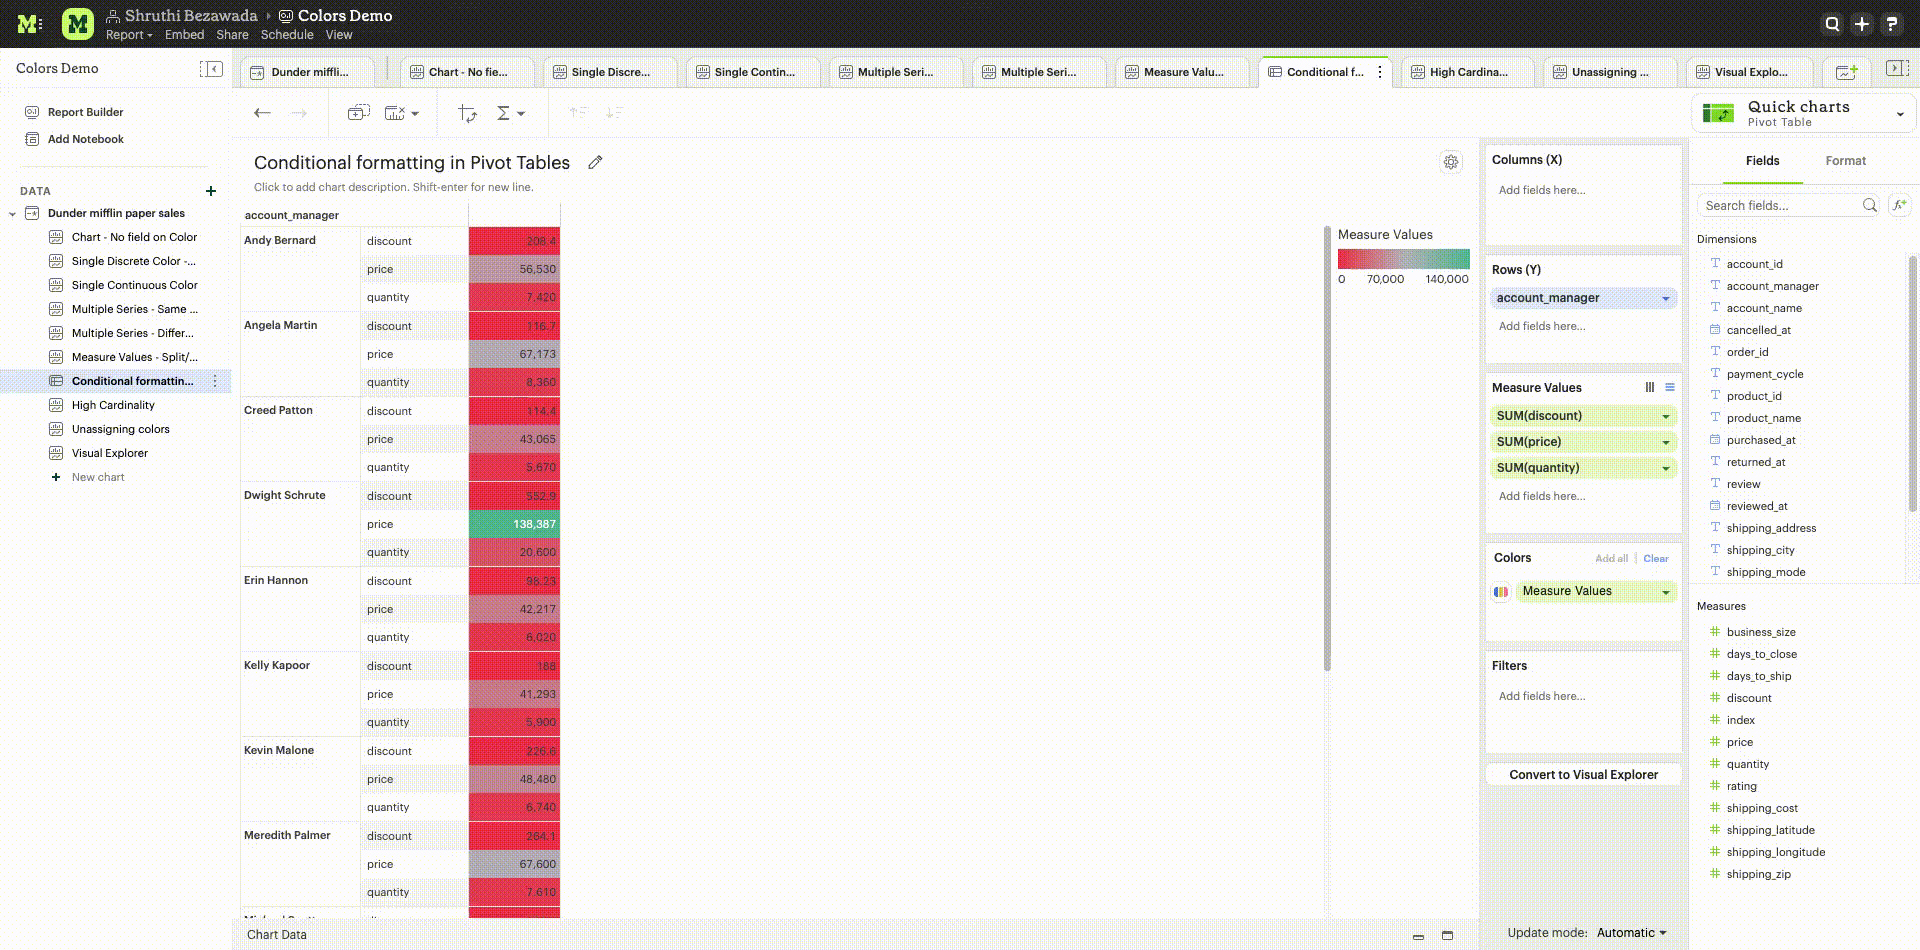 Shruthi Bezawada › Colors Demo
Report Embed Share Schedule View
Colors Demo
Report Builder
Add Notebook
DATA
Dunder mifflin paper sales
Chart - No field on Color
Single Discrete Color -...
Single Continuous Color
Multiple Series - Same ...
Multiple Series - Differ...
Measure Values - Split/...
Conditional formattin...
High Cardinality
Unassigning colors
Visual Explorer
New chart
Dunder miffli...
Chart - No fie...
Single Discre...
Single Contin...
Multiple Seri...
Multiple Seri...
Measure Valu...
Conditional f...
High Cardina...
Unassigning ...
Visual Explo...
Conditional formatting in Pivot Tables
Click to add chart description. Shift-enter for new line.
account_manager
Andy Bernard discount 208.4
price 56,530
quantity 7,420
Angela Martin discount 116.7
price 67,173
quantity 8,360
Creed Patton discount 114.4
price 43,065
quantity 5,670
Dwight Schrute discount 552.9
price 138,387
quantity 20,600
Erin Hannon discount 98.23
price 42,217
quantity 6,020
Kelly Kapoor discount 168
price 41,293
quantity 5,900
Kevin Malone discount 226.6
price 48,480
quantity 6,740
Meredith Palmer discount 264.1
price 67,600
quantity 7,610
Measure Values
0 70,000 140,000
Chart Data
Columns (X)
Add fields here...
Rows (Y)
account_manager
Add fields here...
Measure Values
SUM(discount)
SUM(price)
SUM(quantity)
Add fields here...
Colors Add all Clear
Measure Values
Filters
Add fields here...
Convert to Visual Explorer
Update mode: Automatic
Quick charts
Pivot Table
Fields Format
Search fields...
Dimensions
account_id
account_manager
account_name
cancelled_at
order_id
payment_cycle
product_id
product_name
purchased_at
returned_at
review
reviewed_at
shipping_address
shipping_city
shipping_mode
Measures
business_size
days_to_close
days_to_ship
discount
index
price
quantity
rating
shipping_cost
shipping_latitude
shipping_longitude
shipping_zip